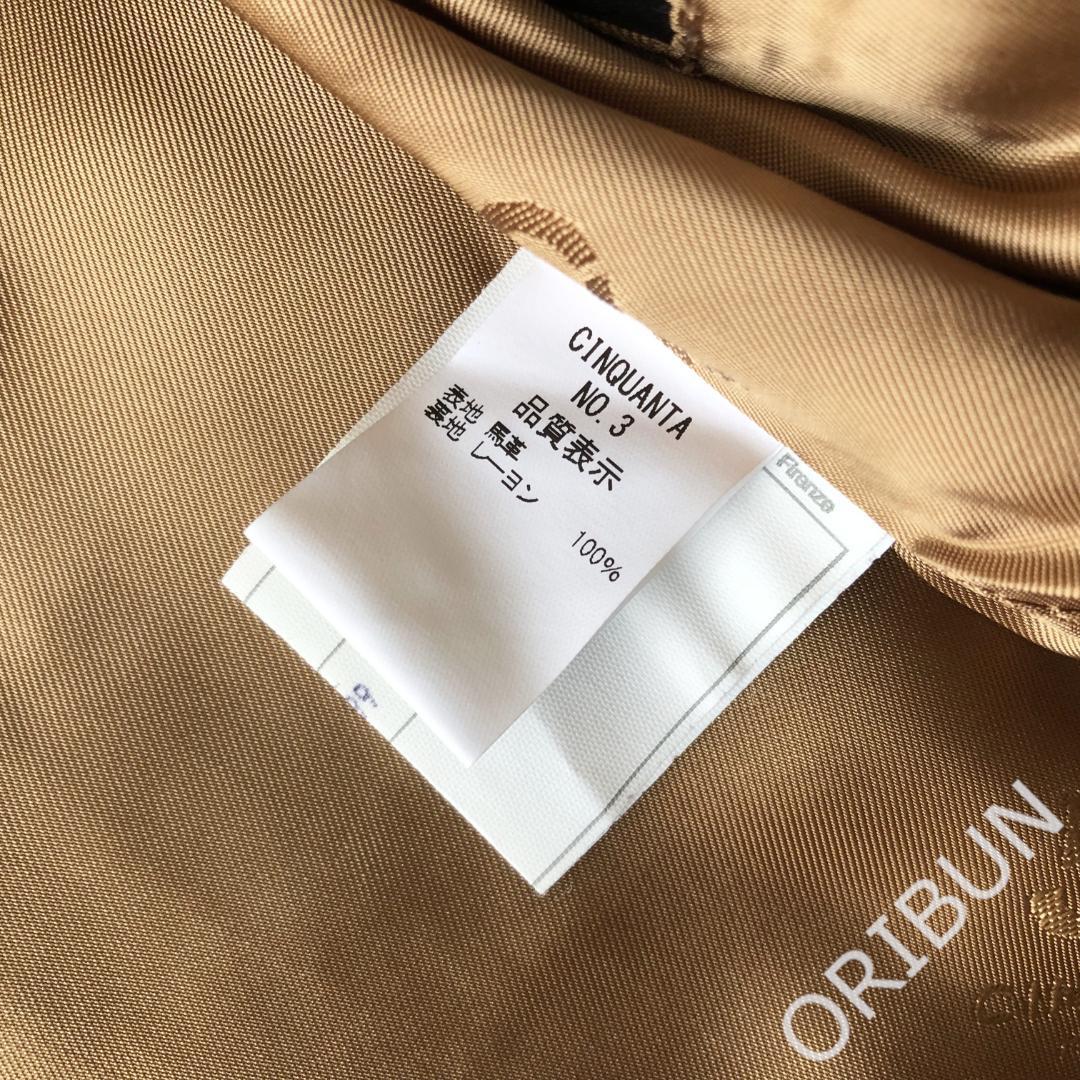 CINQUANTA
NO.3
品質表示
表地 馬革
裏地 レーヨン
100%
Firenze
ORIBUN